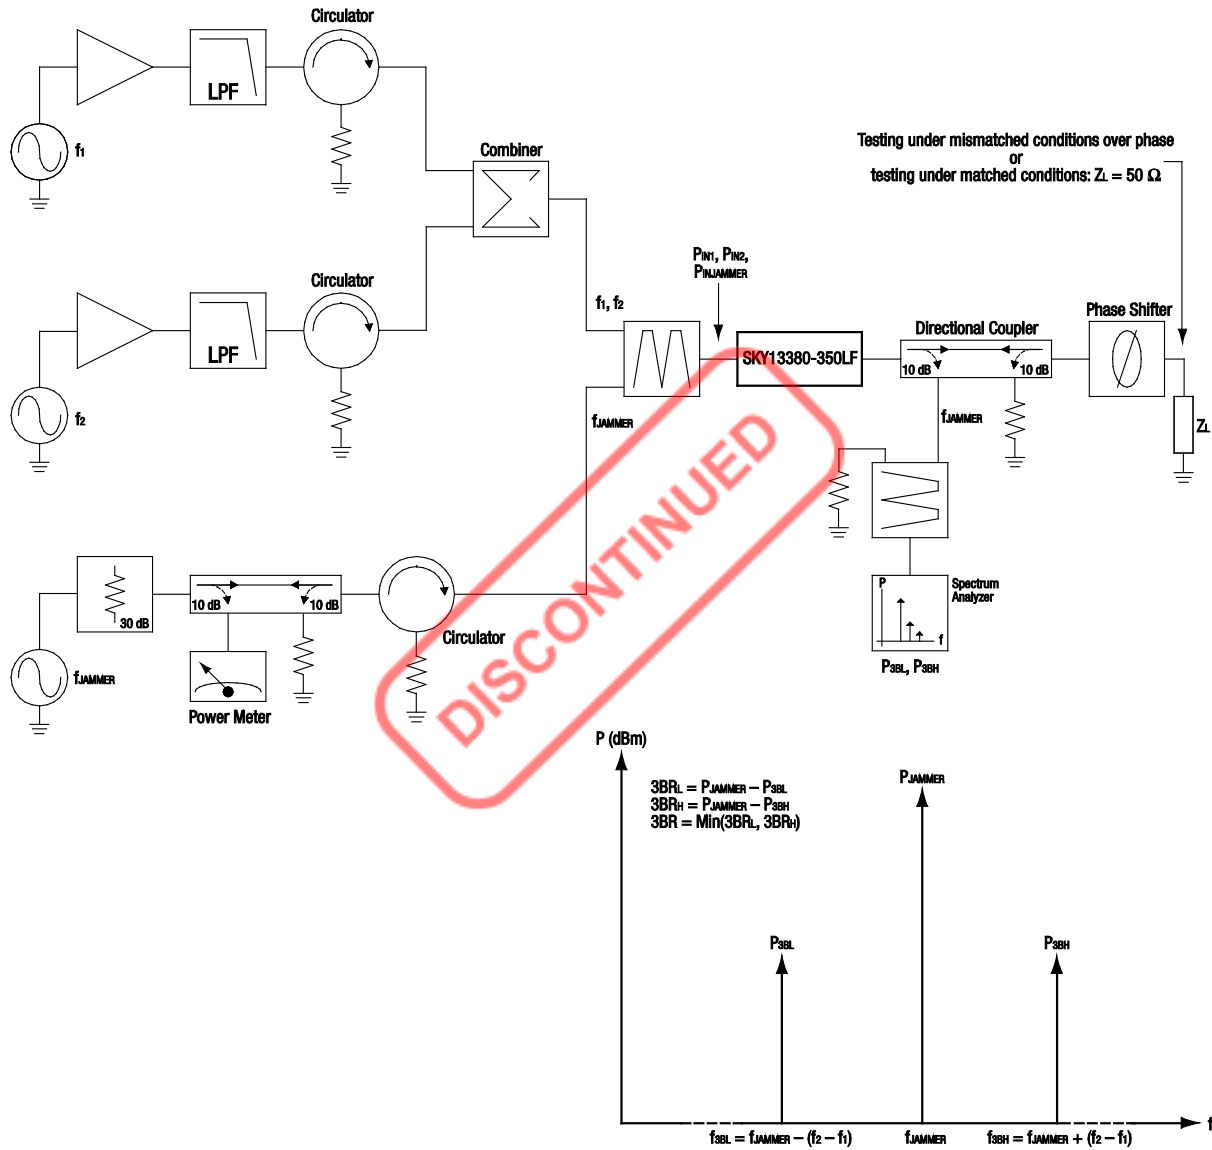 Circulator
LPF
f1
Combiner
Testing under mismatched conditions over phase
or
testing under matched conditions: ZL = 50 Ω
Circulator
LPF
f2
PIN1, PIN2,
PINJAMMER
f1, f2
SKY13380-350LF
Directional Coupler
10 dB
10 dB
Phase Shifter
ZL
fJAMMER
fJAMMER
30 dB
10 dB
10 dB
Circulator
fJAMMER
Power Meter
P
f
Spectrum
Analyzer
P3BL, P3BH
DISCONTINUED
P (dBm)
3BRL = PJAMMER – P3BL
3BRH = PJAMMER – P3BH
3BR = Min(3BRL, 3BRH)
PJAMMER
P3BL
P3BH
f3BL = fJAMMER – (f2 – f1)
fJAMMER
f3BH = fJAMMER + (f2 – f1)
f